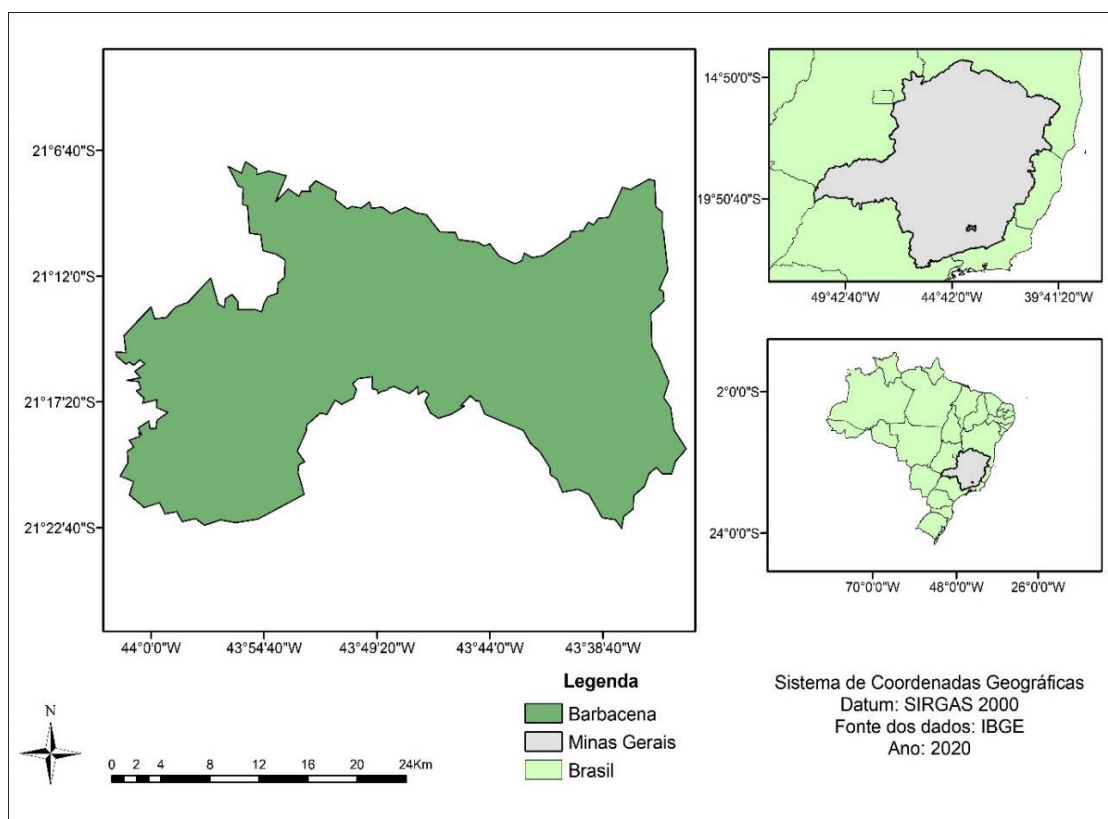 21°6'40"S
21°12'0"S
21°17'20"S
21°22'40"S
44°0'0"W 43°54'40"W 43°49'20"W 43°44'0"W 43°38'40"W
14°50'0"S
19°50'40"S
49°42'40"W 44°42'0"W 39°41'20"W
2°0'0"S
24°0'0"S
70°0'0"W 48°0'0"W 26°0'0"W
N
0 2 4 8 12 16 20 24Km
Legenda
Barbacena
Minas Gerais
Brasil
Sistema de Coordenadas Geográficas
Datum: SIRGAS 2000
Fonte dos dados: IBGE
Ano: 2020